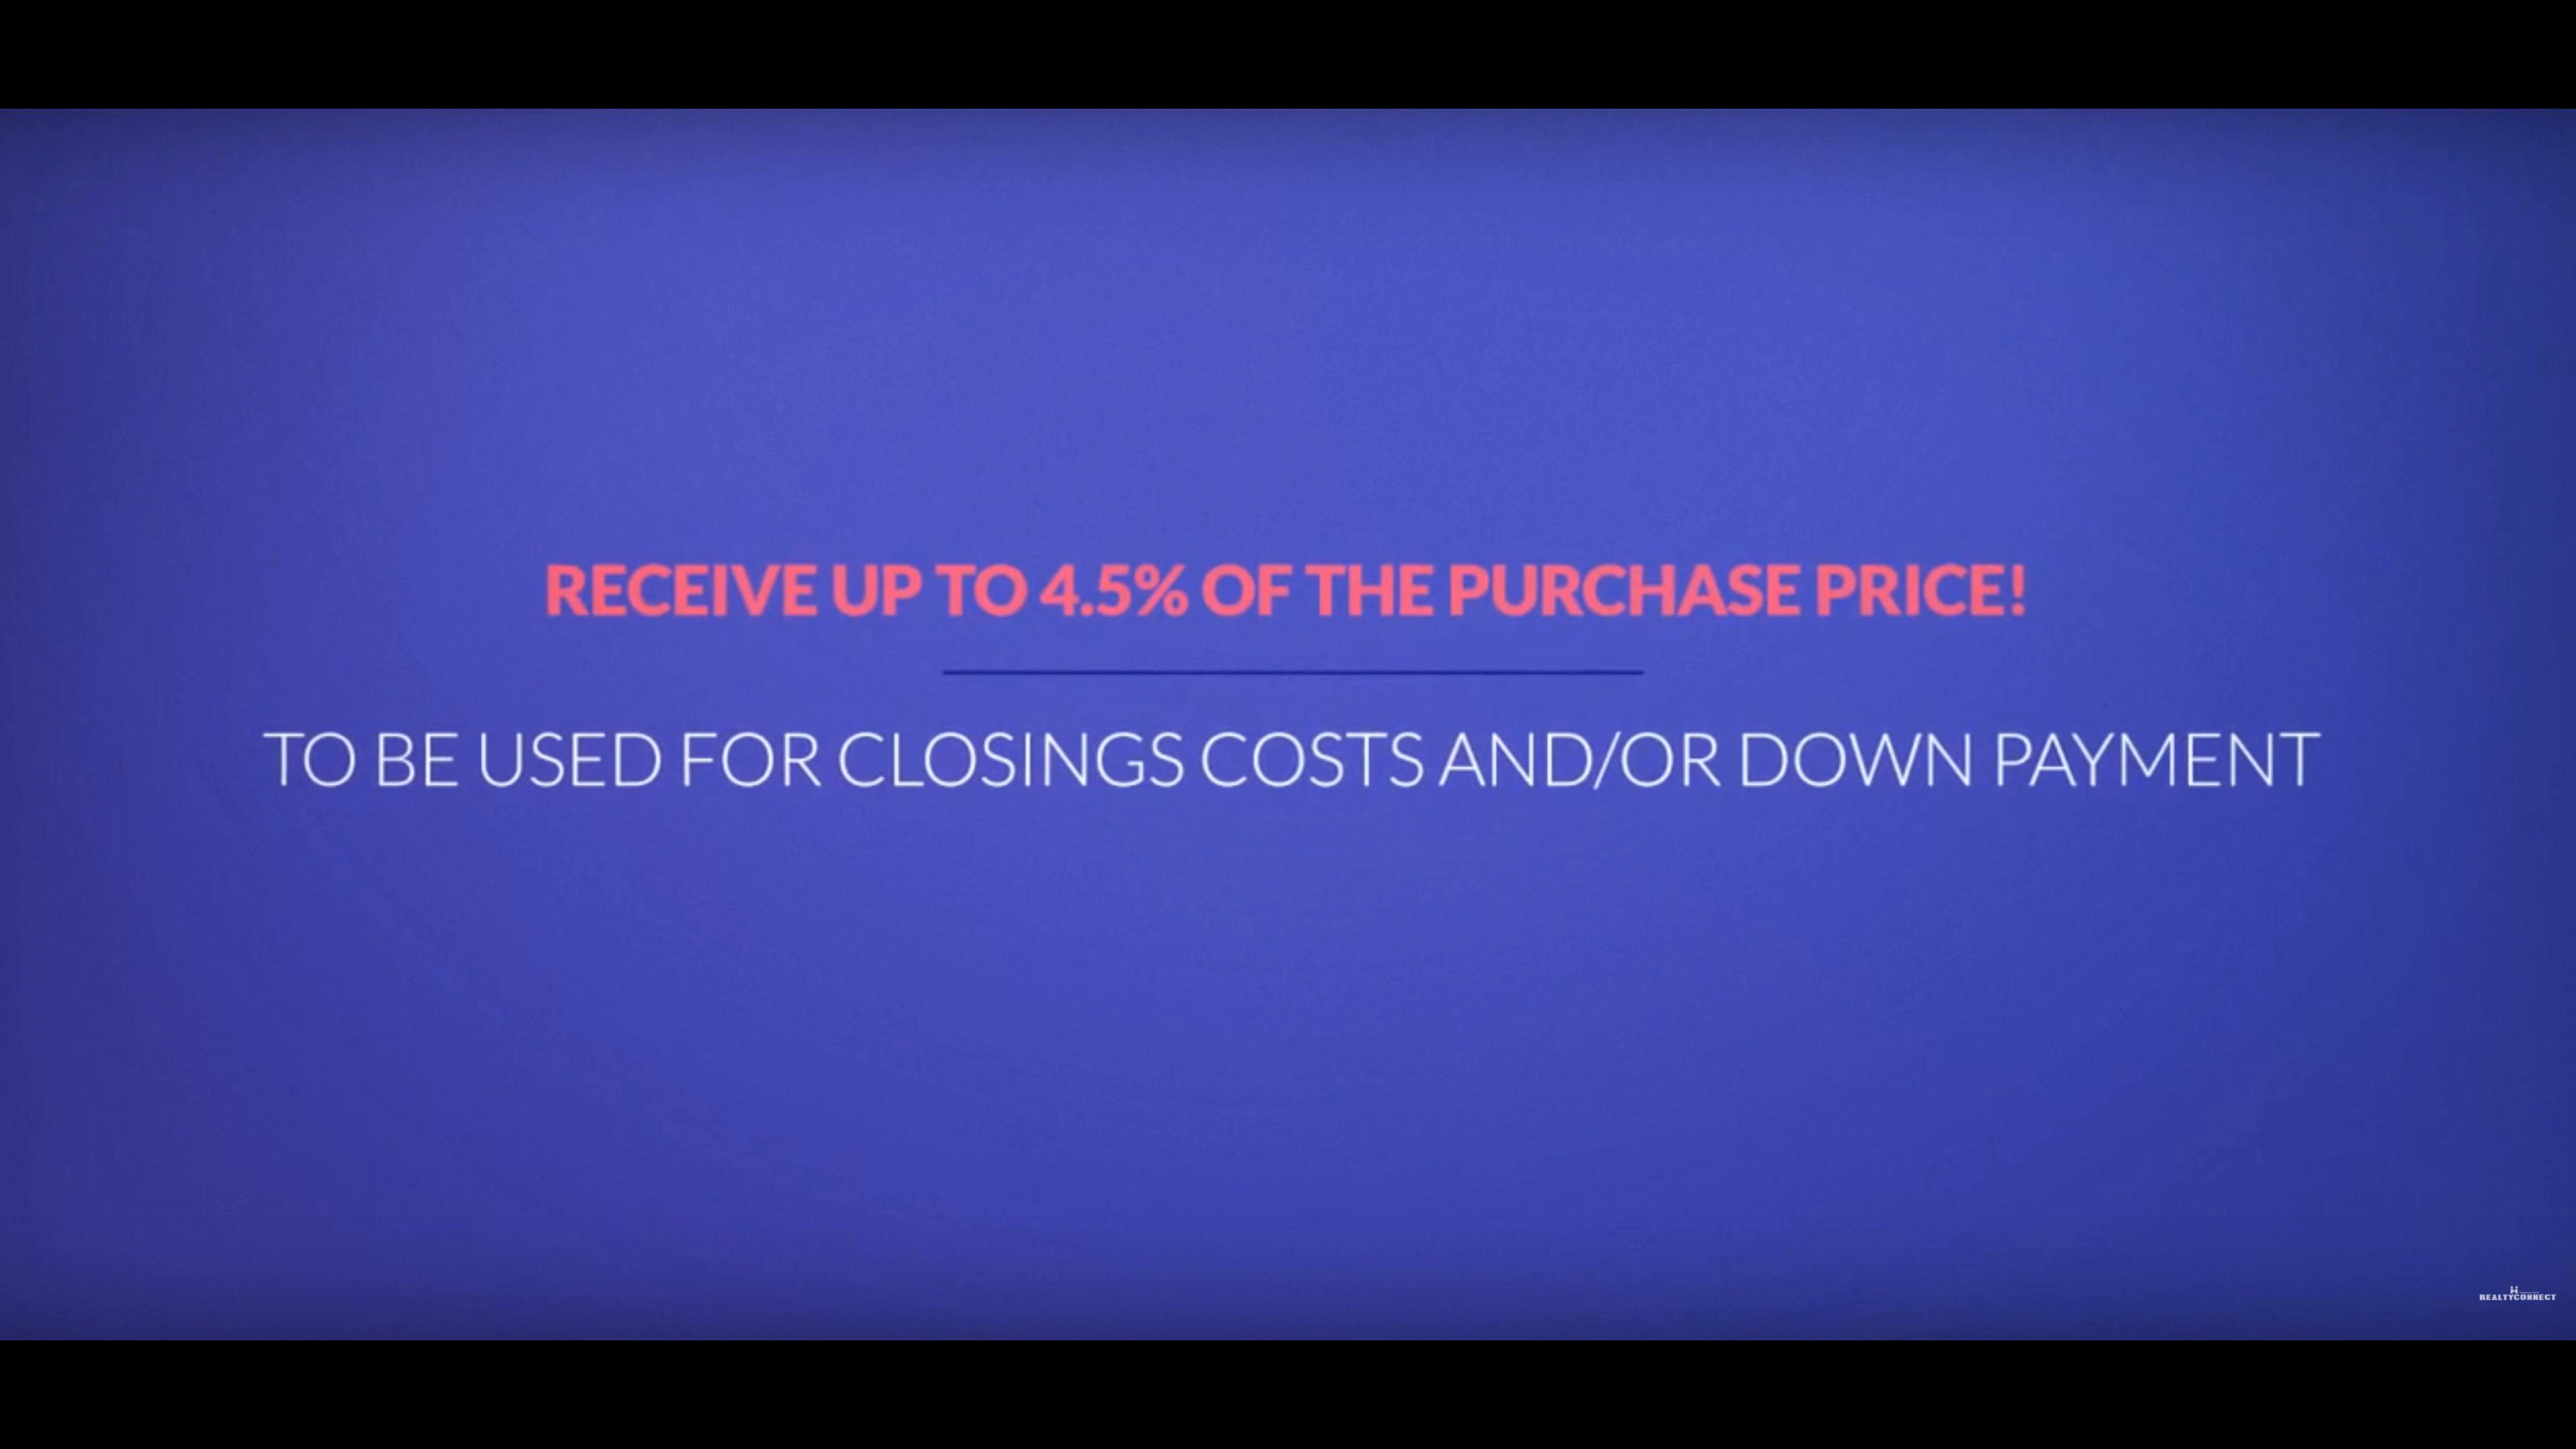 RECEIVE UP TO 4.5% OF THE PURCHASE PRICE!
TO BE USED FOR CLOSINGS COSTS AND/OR DOWN PAYMENT
REALTYCONNECT